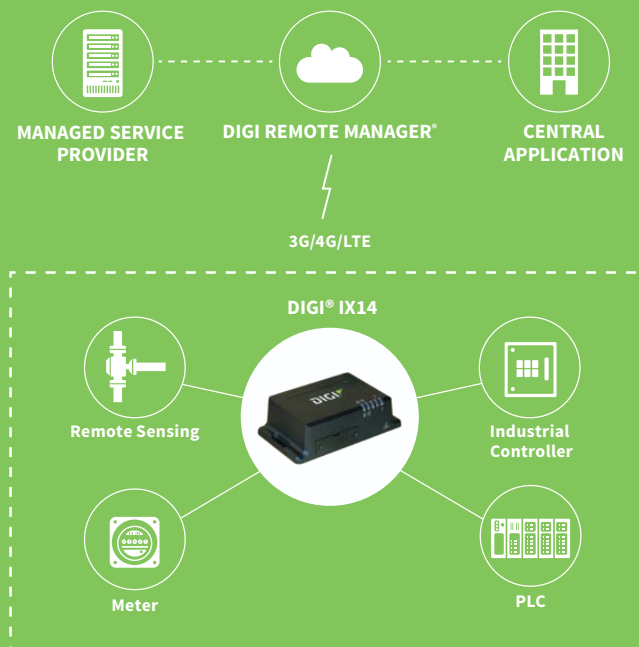 MANAGED SERVICE
PROVIDER
DIGI REMOTE MANAGER®
CENTRAL
APPLICATION
3G/4G/LTE
DIGI® IX14
DIGI
Remote Sensing
Industrial
Controller
Meter
PLC